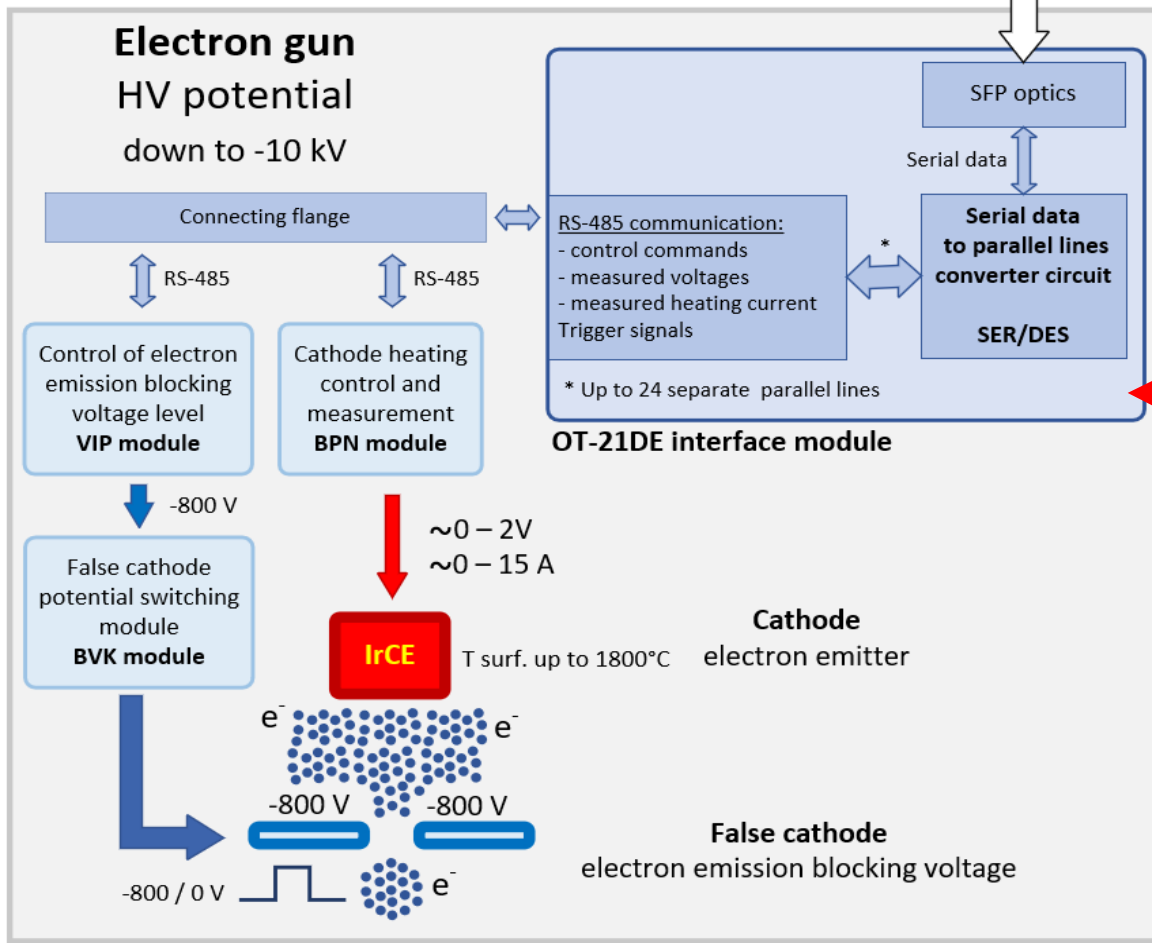 Electron gun
HV potential
down to -10 kV
SFP optics
Serial data
Connecting flange
RS-485 communication:
- control commands
- measured voltages
- measured heating current
Trigger signals
*
Serial data
to parallel lines
converter circuit
SER/DES
* Up to 24 separate parallel lines
OT-21DE interface module
RS-485
RS-485
Control of electron
emission blocking
voltage level
VIP module
Cathode heating
control and
measurement
BPN module
-800 V
~0 – 2V
~0 – 15 A
False cathode
potential switching
module
BVK module
IrCE
T surf. up to 1800°C
Cathode
electron emitter
e⁻
e⁻
-800 V
-800 V
False cathode
electron emission blocking voltage
-800 / 0 V
e⁻